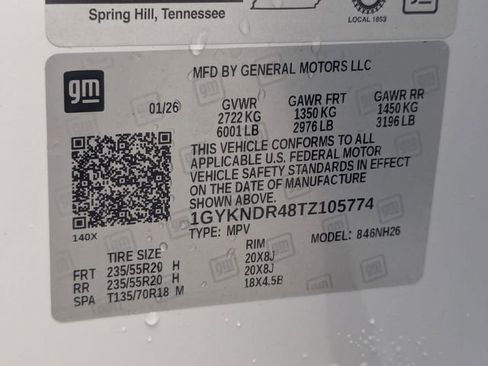 Spring Hill, Tennessee
LOCAL 1853
gm
MFD BY GENERAL MOTORS LLC
01/26 GVWR GAWR FRT GAWR RR
2722 KG 1350 KG 1450 KG
6001 LB 2976 LB 3196 LB
THIS VEHICLE CONFORMS TO ALL
APPLICABLE U.S. FEDERAL MOTOR
VEHICLE SAFETY STANDARDS IN EFFECT
ON THE DATE OF MANUFACTURE
SHOWN ABOVE.
1GYKNDR48TZ105774
140X TYPE: MPV MODEL: 846NH26
TIRE SIZE RIM
FRT 235/55R20 H 20X8J
RR 235/55R20 H 20X8J
SPA T135/70R18 M 18X4.5B